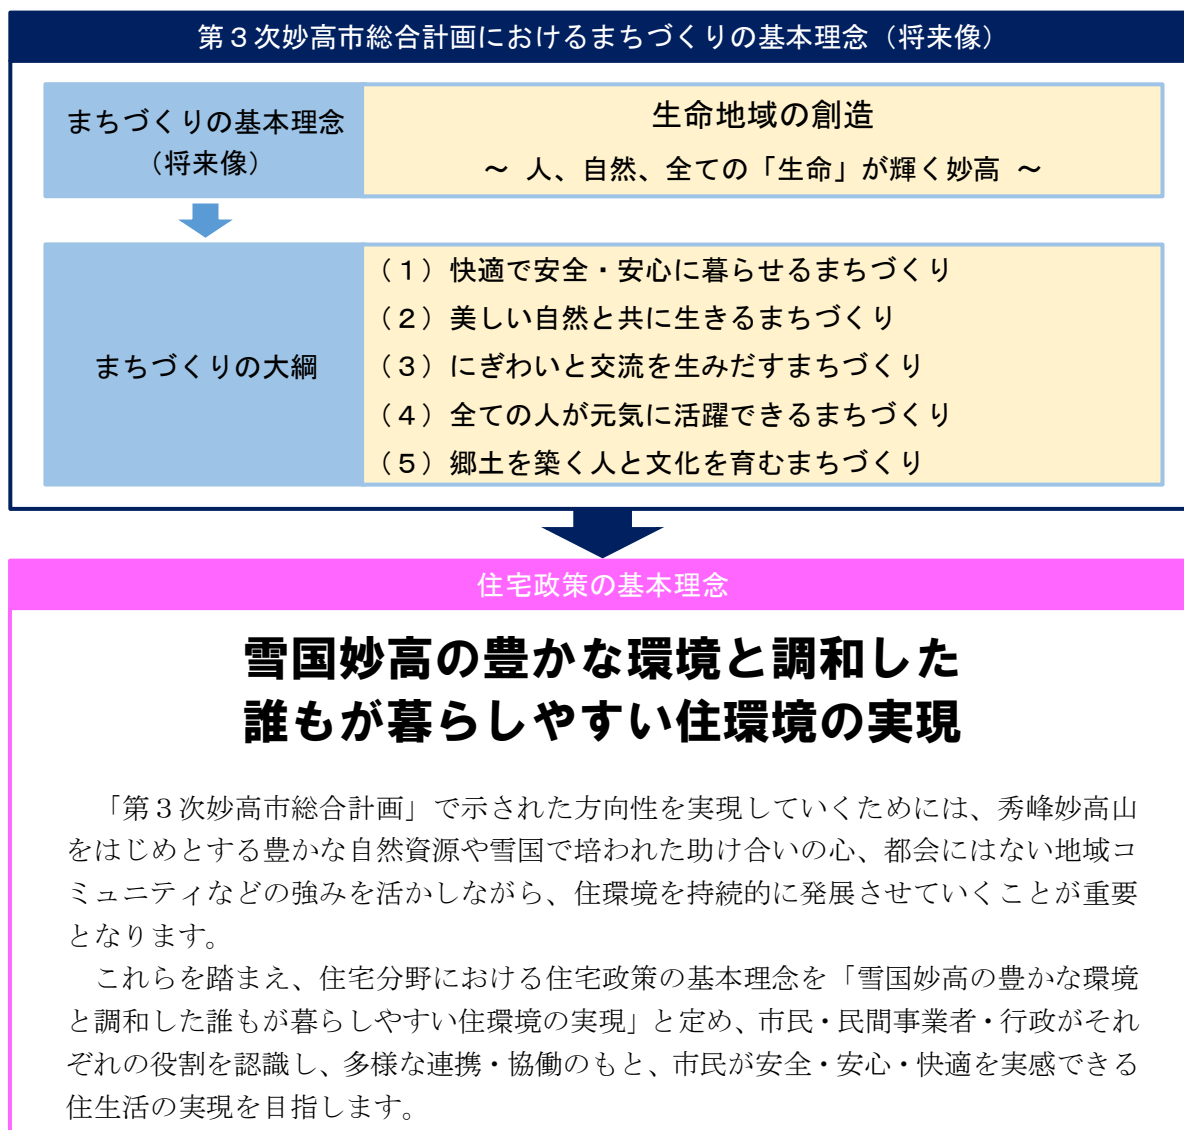 第３次妙高市総合計画におけるまちづくりの基本理念（将来像）
まちづくりの基本理念
（将来像）
生命地域の創造
～ 人、自然、全ての「生命」が輝く妙高 ～
まちづくりの大綱
（１）快適で安全・安心に暮らせるまちづくり
（２）美しい自然と共に生きるまちづくり
（３）にぎわいと交流を生みだすまちづくり
（４）全ての人が元気に活躍できるまちづくり
（５）郷土を築く人と文化を育むまちづくり
住宅政策の基本理念
雪国妙高の豊かな環境と調和した
誰もが暮らしやすい住環境の実現
「第３次妙高市総合計画」で示された方向性を実現していくためには、秀峰妙高山
をはじめとする豊かな自然資源や雪国で培われた助け合いの心、都会にはない地域コ
ミュニティなどの強みを活かしながら、住環境を持続的に発展させていくことが重要
となります。
これらを踏まえ、住宅分野における住宅政策の基本理念を「雪国妙高の豊かな環境
と調和した誰もが暮らしやすい住環境の実現」と定め、市民・民間事業者・行政がそれ
ぞれの役割を認識し、多様な連携・協働のもと、市民が安全・安心・快適を実感できる
住生活の実現を目指します。